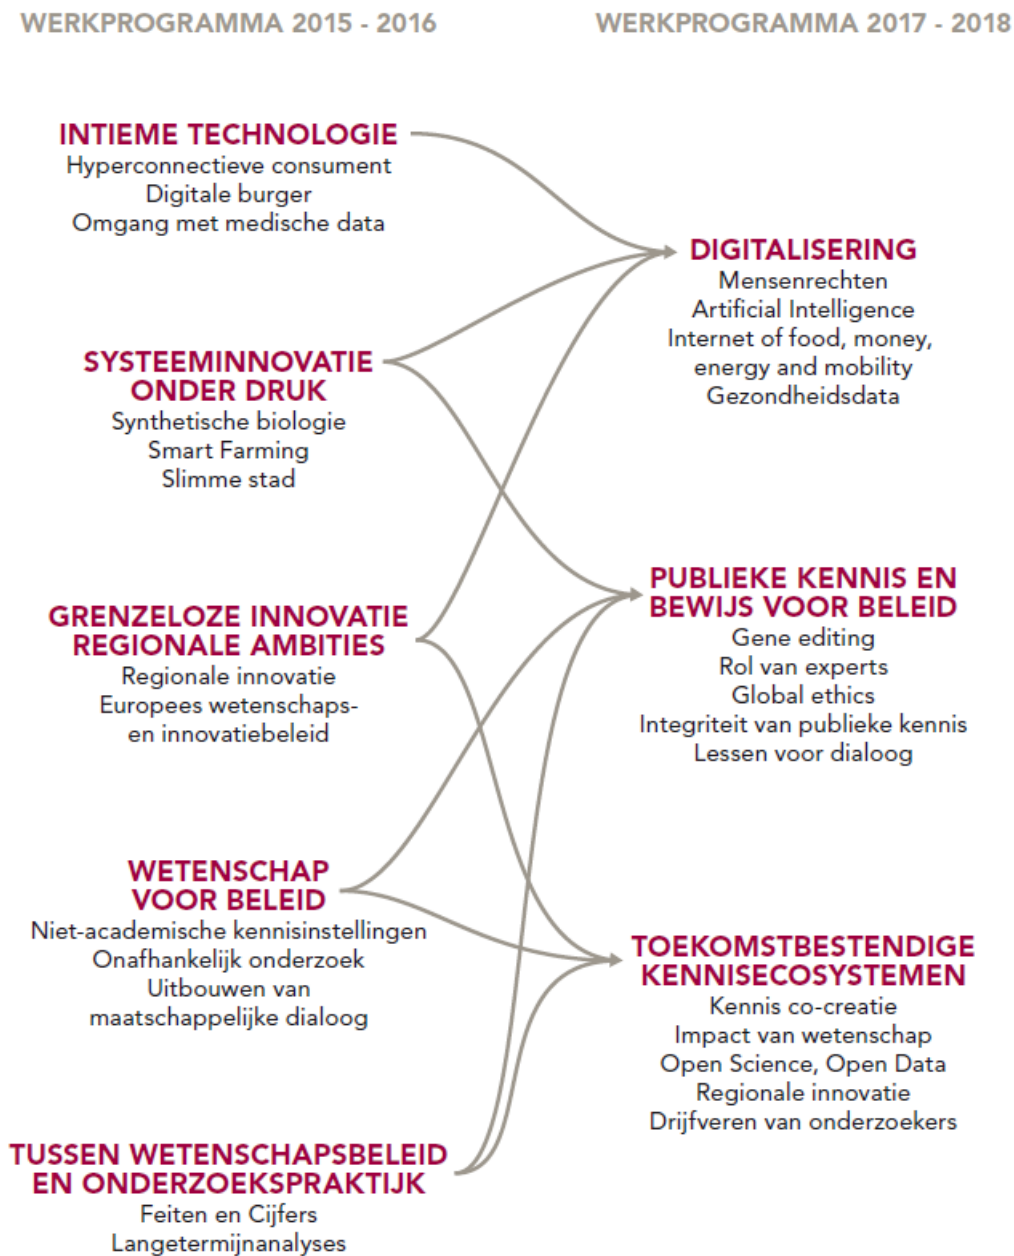 WERKPROGRAMMA 2015 - 2016
INTIEME TECHNOLOGIE
Hyperconnectieve consument
Digitale burger
Omgang met medische data
SYSTEEMINNOVATIE
ONDER DRUK
Synthetische biologie
Smart Farming
Slimme stad
GRENZELOZE INNOVATIE
REGIONALE AMBITIES
Regionale innovatie
Europees wetenschaps-
en innovatiebeleid
WETENSCHAP
VOOR BELEID
Niet-academische kennisinstellingen
Onafhankelijk onderzoek
Uitbouwen van
maatschappelijke dialoog
TUSSEN WETENSCHAPSBELEID
EN ONDERZOEKSPRAKTIJK
Feiten en Cijfers
Langetermijnanalyses
WERKPROGRAMMA 2017 - 2018
DIGITALISERING
Mensenrechten
Artificial Intelligence
Internet of food, money,
energy and mobility
Gezondheidsdata
PUBLIEKE KENNIS EN
BEWIJS VOOR BELEID
Gene editing
Rol van experts
Global ethics
Integriteit van publieke kennis
Lessen voor dialoog
TOEKOMSTBESTENDIGE
KENNISECOSYSTEMEN
Kennis co-creatie
Impact van wetenschap
Open Science, Open Data
Regionale innovatie
Drijfveren van onderzoekers